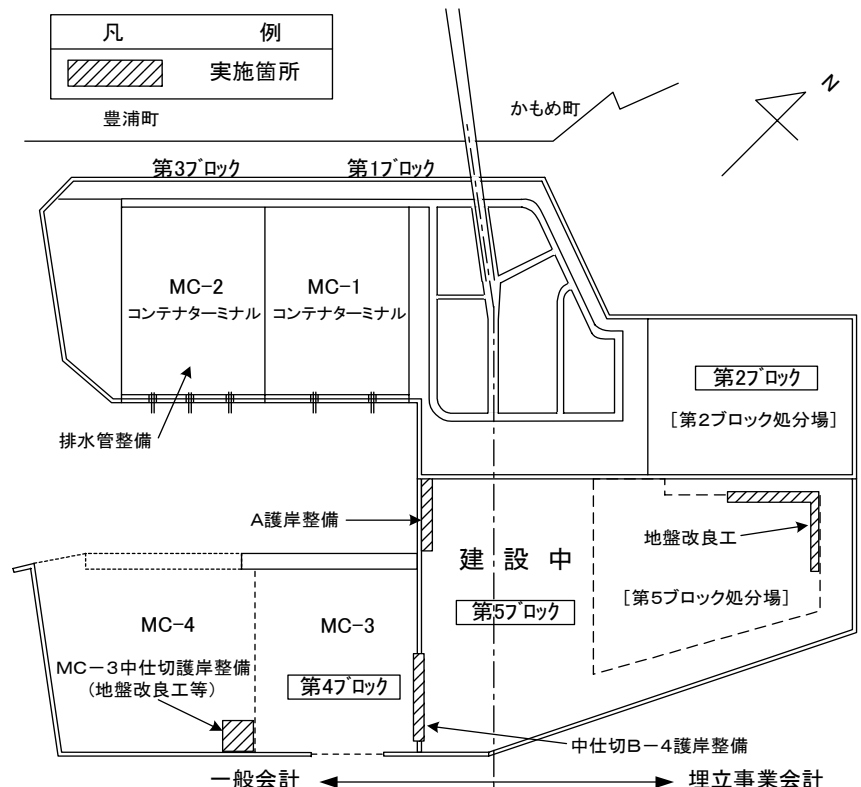 凡 例
実施箇所
豊浦町
かもめ町
N
第3ブロック
第1ブロック
MC-2
コンテナターミナル
MC-1
コンテナターミナル
第2ブロック
[第2ブロック処分場]
排水管整備
A護岸整備
地盤改良工
建設中
第5ブロック
[第5ブロック処分場]
MC-4
MC-3
MC-3中仕切護岸整備
(地盤改良工等)
第4ブロック
中仕切B-4護岸整備
一般会計
埋立事業会計